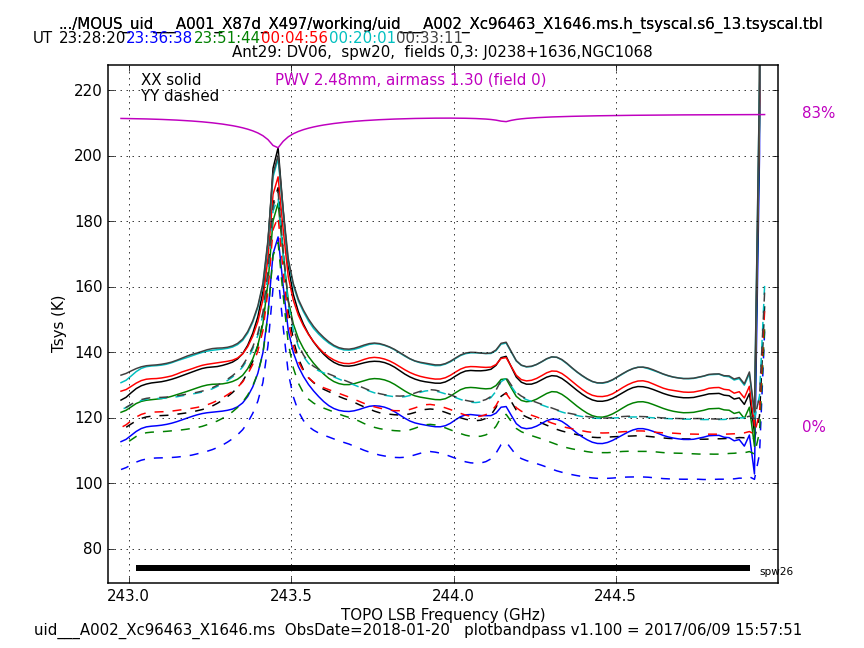 .../MOUS_uid___A001_X87d_X497/working/uid___A002_Xc96463_X1646.ms.h_tsyscal.s6_13.tsyscal.tbl
UT 23:28:20 23:36:38 23:51:44 00:04:56 00:20:01 00:33:11
Ant29: DV06, spw20, fields 0,3: J0238+1636,NGC1068
XX solid PWV 2.48mm, airmass 1.30 (field 0)
YY dashed
220
83%
200
180
160
Tsys (K)
140
120
0%
100
80
spw26
243.0 243.5 244.0 244.5
TOPO LSB Frequency (GHz)
uid___A002_Xc96463_X1646.ms ObsDate=2018-01-20 plotbandpass v1.100 = 2017/06/09 15:57:51